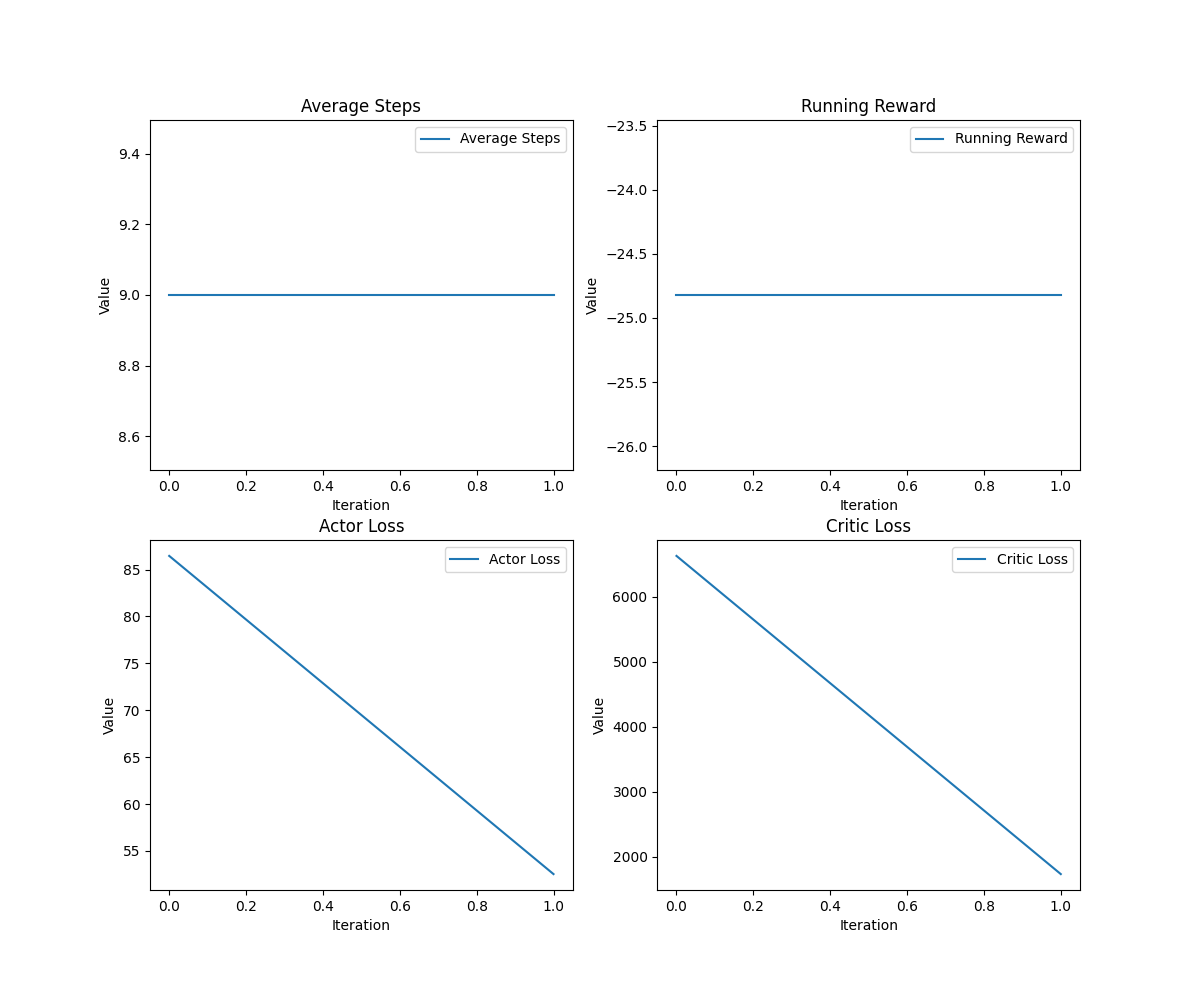 Average Steps
Average Steps
9.4
9.2
9.0
8.8
8.6
Value
0.0 0.2 0.4 0.6 0.8 1.0
Iteration
Running Reward
Running Reward
−23.5
−24.0
−24.5
−25.0
−25.5
−26.0
Value
0.0 0.2 0.4 0.6 0.8 1.0
Iteration
Actor Loss
Actor Loss
85
80
75
70
65
60
55
Value
0.0 0.2 0.4 0.6 0.8 1.0
Iteration
Critic Loss
Critic Loss
6000
5000
4000
3000
2000
Value
0.0 0.2 0.4 0.6 0.8 1.0
Iteration